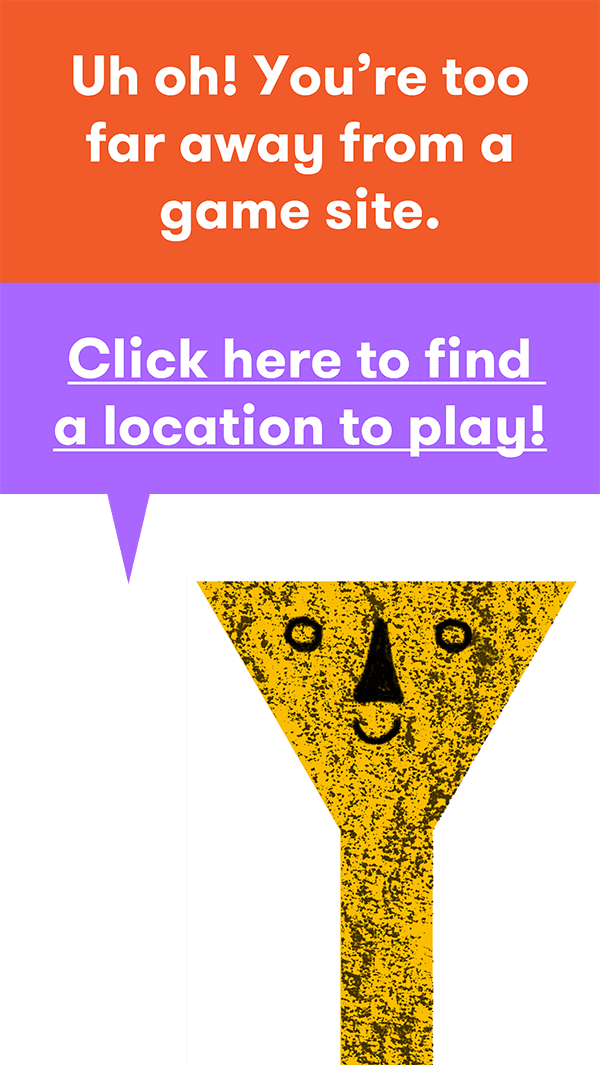 Uh oh! You’re too
far away from a
game site.
Click here to find
a location to play!